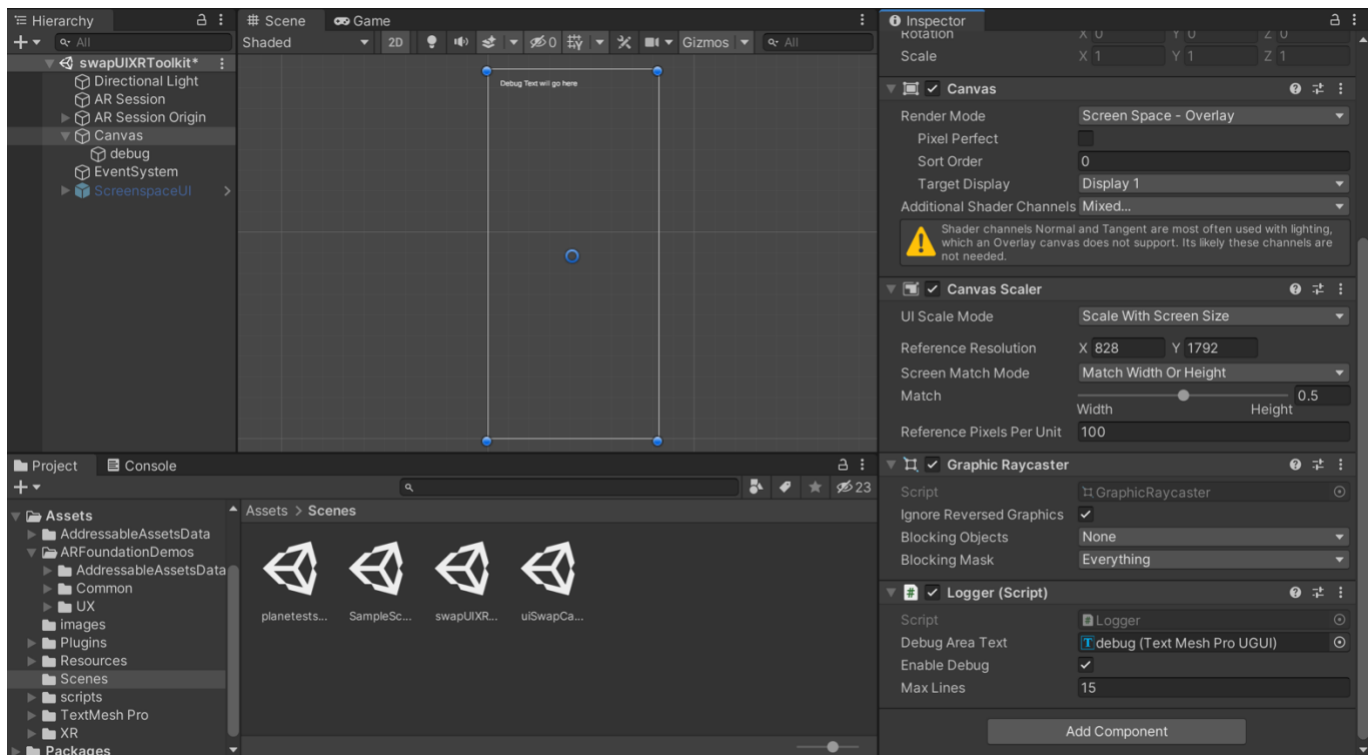 Hierarchy
All
swapUIXRToolkit*
Directional Light
AR Session
AR Session Origin
Canvas
debug
EventSystem
ScreenspaceUI
Scene Game
Shaded 2D 0 Gizmos All
Debug Text will go here
Inspector
Rotation X 0 Y 0 Z 0
Scale X 1 Y 1 Z 1
Canvas
Render Mode Screen Space - Overlay
Pixel Perfect
Sort Order 0
Target Display Display 1
Additional Shader Channels Mixed...
Shader channels Normal and Tangent are most often used with lighting,
which an Overlay canvas does not support. Its likely these channels are
not needed.
Canvas Scaler
UI Scale Mode Scale With Screen Size
Reference Resolution X 828 Y 1792
Screen Match Mode Match Width Or Height
Match 0.5
Width Height
Reference Pixels Per Unit 100
Graphic Raycaster
Script GraphicRaycaster
Ignore Reversed Graphics
Blocking Objects None
Blocking Mask Everything
Logger (Script)
Script Logger
Debug Area Text debug (Text Mesh Pro UGUI)
Enable Debug
Max Lines 15
Add Component
Project Console
23
Assets
AddressableAssetsData
ARFoundationDemos
AddressableAssetsData
Common
UX
images
Plugins
Resources
Scenes
scripts
TextMesh Pro
XR
Packages
Assets > Scenes
planetests... SampleSc... swapUIXR... uiSwapCa...